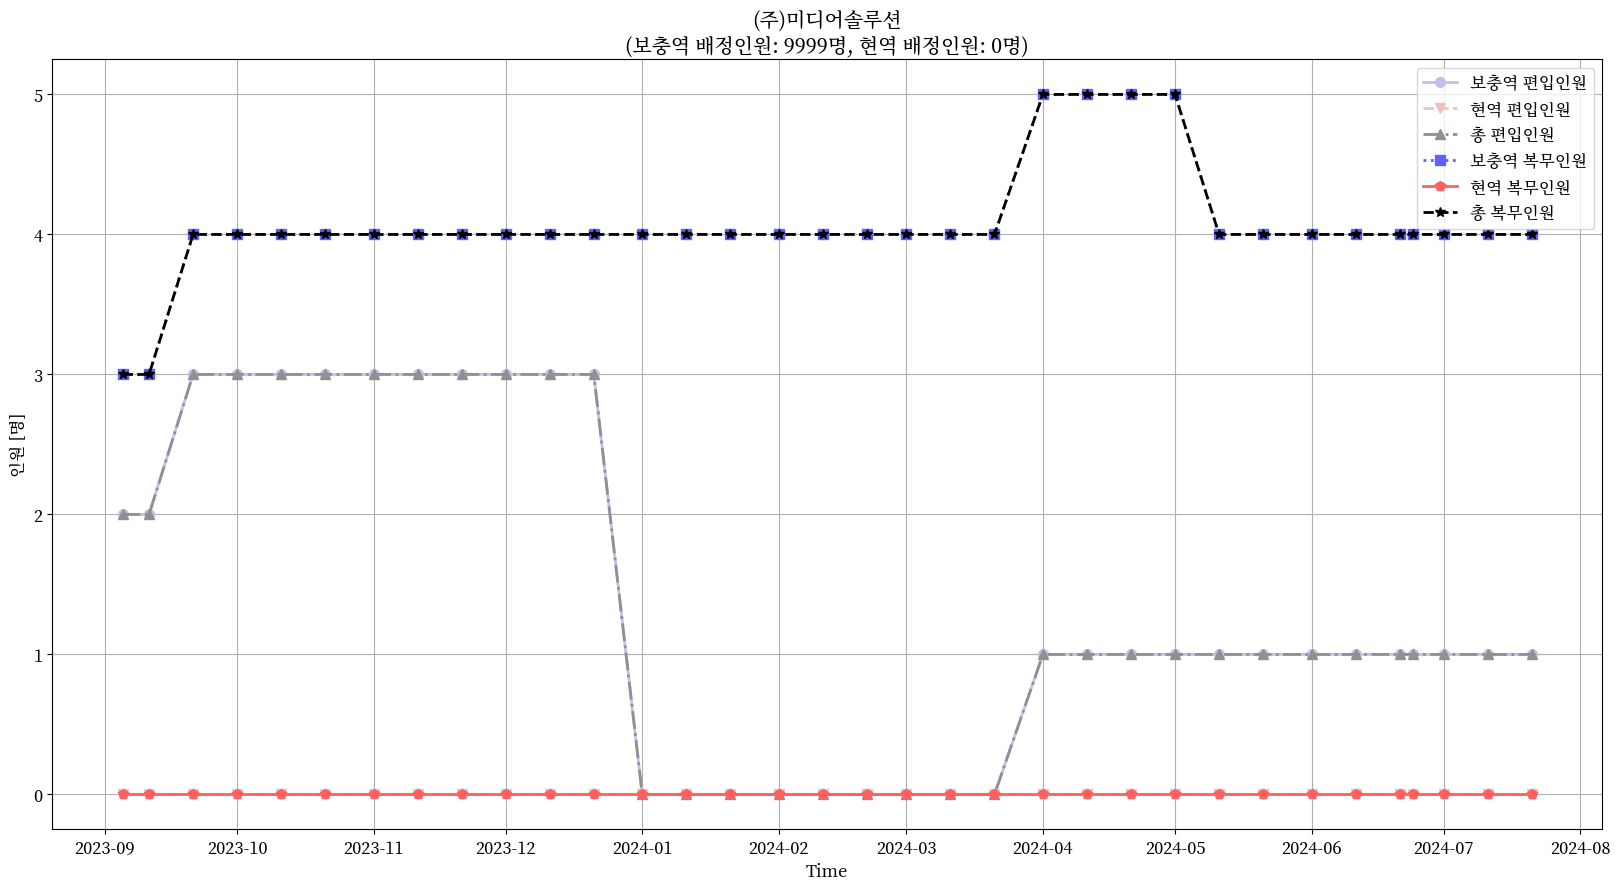 (주)미디어솔루션
(보충역 배정인원: 9999명, 현역 배정인원: 0명)
보충역 편입인원
현역 편입인원
총 편입인원
보충역 복무인원
현역 복무인원
총 복무인원
인원 [명]
5
4
3
2
1
0
2023-09
2023-10
2023-11
2023-12
2024-01
2024-02
2024-03
2024-04
2024-05
2024-06
2024-07
2024-08
Time